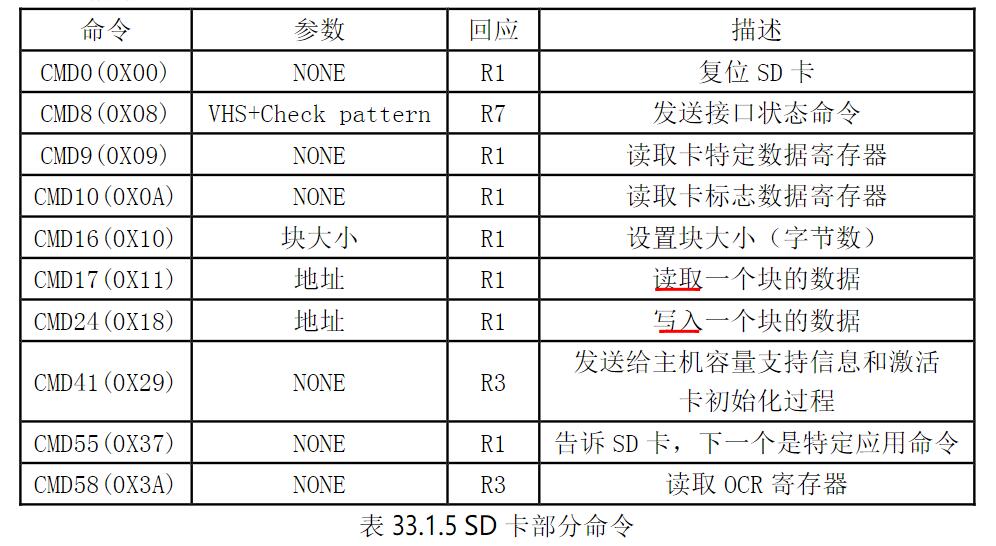 命令 参数 回应 描述
CMD0(0X00) NONE R1 复位 SD 卡
CMD8(0X08) VHS+Check pattern R7 发送接口状态命令
CMD9(0X09) NONE R1 读取卡特定数据寄存器
CMD10(0X0A) NONE R1 读取卡标志数据寄存器
CMD16(0X10) 块大小 R1 设置块大小（字节数）
CMD17(0X11) 地址 R1 读取一个块的数据
CMD24(0X18) 地址 R1 写入一个块的数据
CMD41(0X29) NONE R3 发送给主机容量支持信息和激活
卡初始化过程
CMD55(0X37) NONE R1 告诉 SD 卡，下一个是特定应用命令
CMD58(0X3A) NONE R3 读取 OCR 寄存器
表 33.1.5 SD 卡部分命令